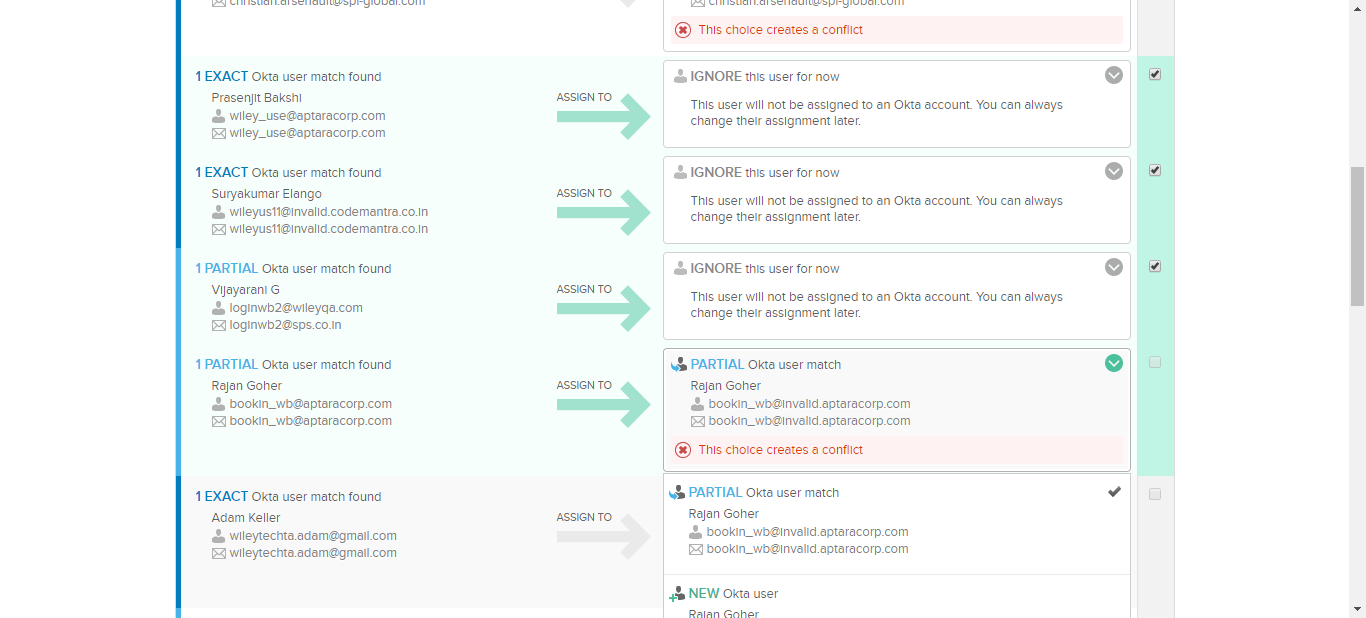 christian.arsenault@spi-global.com
christian.arsenault@spi-global.com
This choice creates a conflict
1 EXACT Okta user match found
Prasenjit Bakshi
wiley_use@aptaracorp.com
wiley_use@aptaracorp.com
ASSIGN TO
IGNORE this user for now
This user will not be assigned to an Okta account. You can always
change their assignment later.
1 EXACT Okta user match found
Suryakumar Elango
wileyus11@invalid.codemantra.co.in
wileyus11@invalid.codemantra.co.in
ASSIGN TO
IGNORE this user for now
This user will not be assigned to an Okta account. You can always
change their assignment later.
1 PARTIAL Okta user match found
Vijayarani G
loginwb2@wileyqa.com
loginwb2@sps.co.in
ASSIGN TO
IGNORE this user for now
This user will not be assigned to an Okta account. You can always
change their assignment later.
1 PARTIAL Okta user match found
Rajan Goher
bookin_wb@aptaracorp.com
bookin_wb@aptaracorp.com
ASSIGN TO
PARTIAL Okta user match
Rajan Goher
bookin_wb@invalid.aptaracorp.com
bookin_wb@invalid.aptaracorp.com
This choice creates a conflict
1 EXACT Okta user match found
Adam Keller
wileytechta.adam@gmail.com
wileytechta.adam@gmail.com
ASSIGN TO
PARTIAL Okta user match
Rajan Goher
bookin_wb@invalid.aptaracorp.com
bookin_wb@invalid.aptaracorp.com
NEW Okta user
Rajan Goher